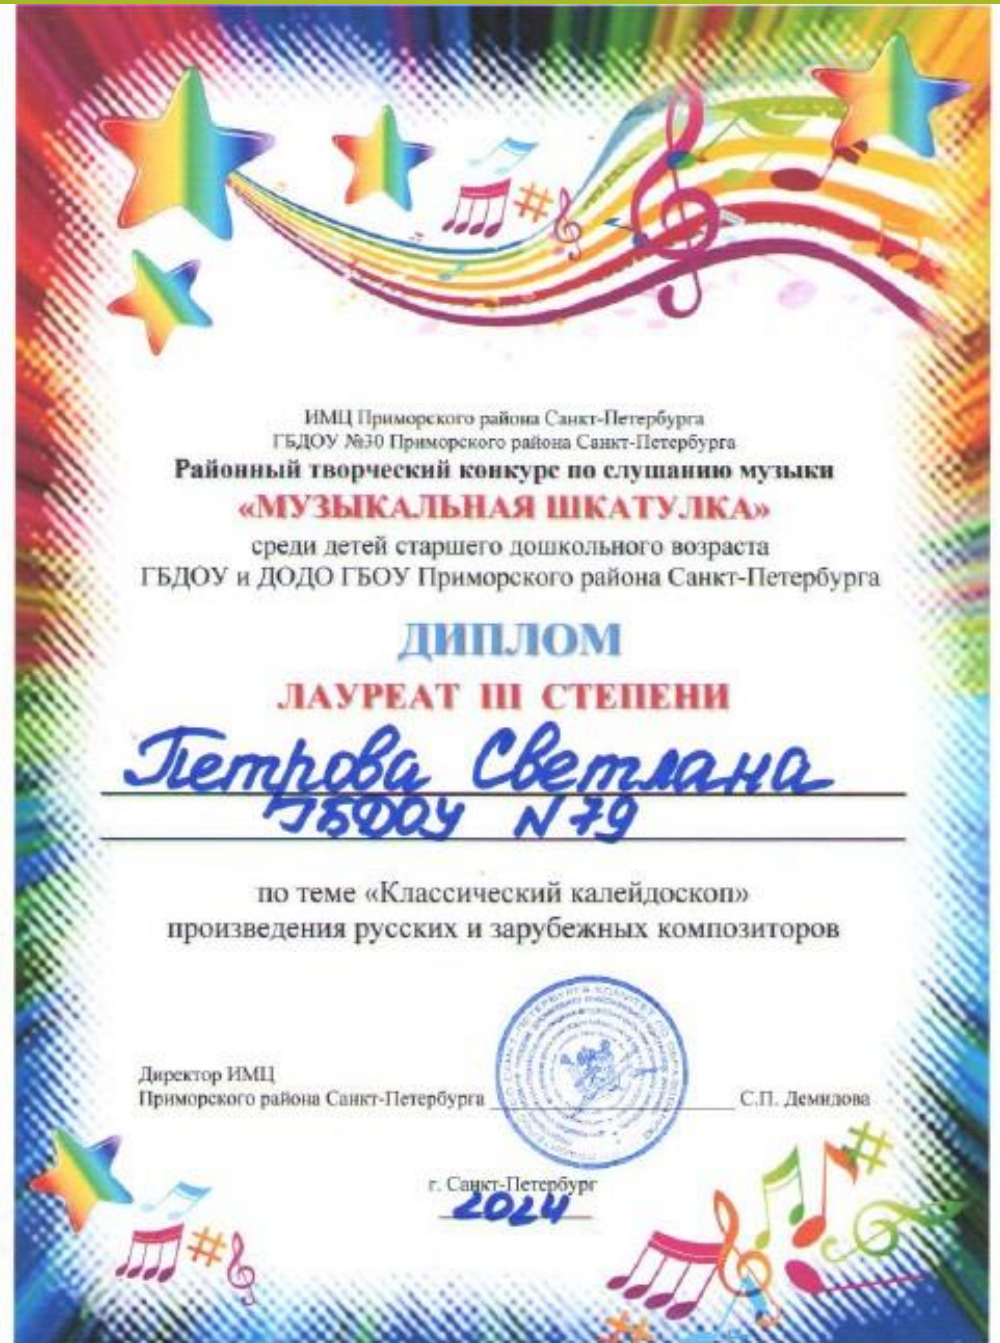 ИМЦ Приморского района Санкт-Петербурга
ГБДОУ №30 Приморского района Санкт-Петербурга
Районный творческий конкурс по слушанию музыки
«МУЗЫКАЛЬНАЯ ШКАТУЛКА»
среди детей старшего дошкольного возраста
ГБДОУ и ДОДО ГБОУ Приморского района Санкт-Петербурга
ДИПЛОМ
ЛАУРЕАТ III СТЕПЕНИ
Петрова Светлана
ГБДОУ N 79
по теме «Классический калейдоскоп»
произведения русских и зарубежных композиторов
Директор ИМЦ
Приморского района Санкт-Петербурга С.П. Демидова
г. Санкт-Петербург
2024